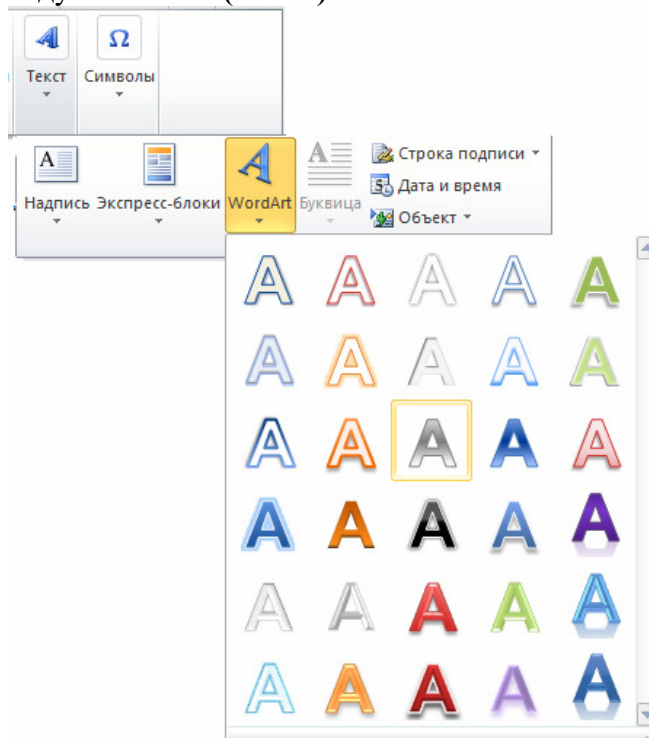 Текст Символы
Надпись Экспресс-блоки WordArt Буквица
Строка подписи
Дата и время
Объект